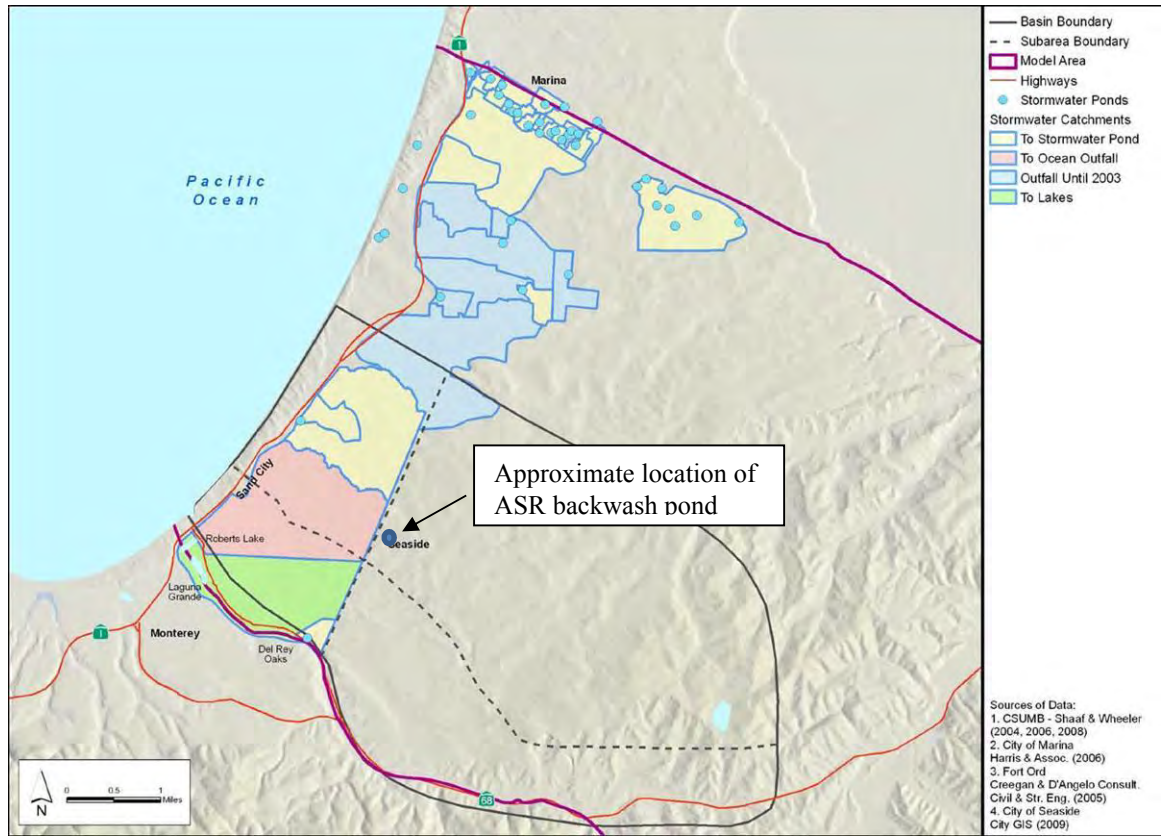 1
Marina
Pacific
Ocean
Sand City
Approximate location of
ASR backwash pond
Seaside
Roberts Lake
Laguna
Grande
Monterey
1
Del Rey
Oaks
68
N
0 0.5 1
Miles
Basin Boundary
Subarea Boundary
Model Area
Highways
Stormwater Ponds
Stormwater Catchments
To Stormwater Pond
To Ocean Outfall
Outfall Until 2003
To Lakes
Sources of Data:
1. CSUMB - Shaaf & Wheeler
(2004, 2006, 2008)
2. City of Marina
Harris & Assoc. (2006)
3. Fort Ord
Creegan & D'Angelo Consult.
Civil & Str. Eng. (2005)
4. City of Seaside
City GIS (2009)